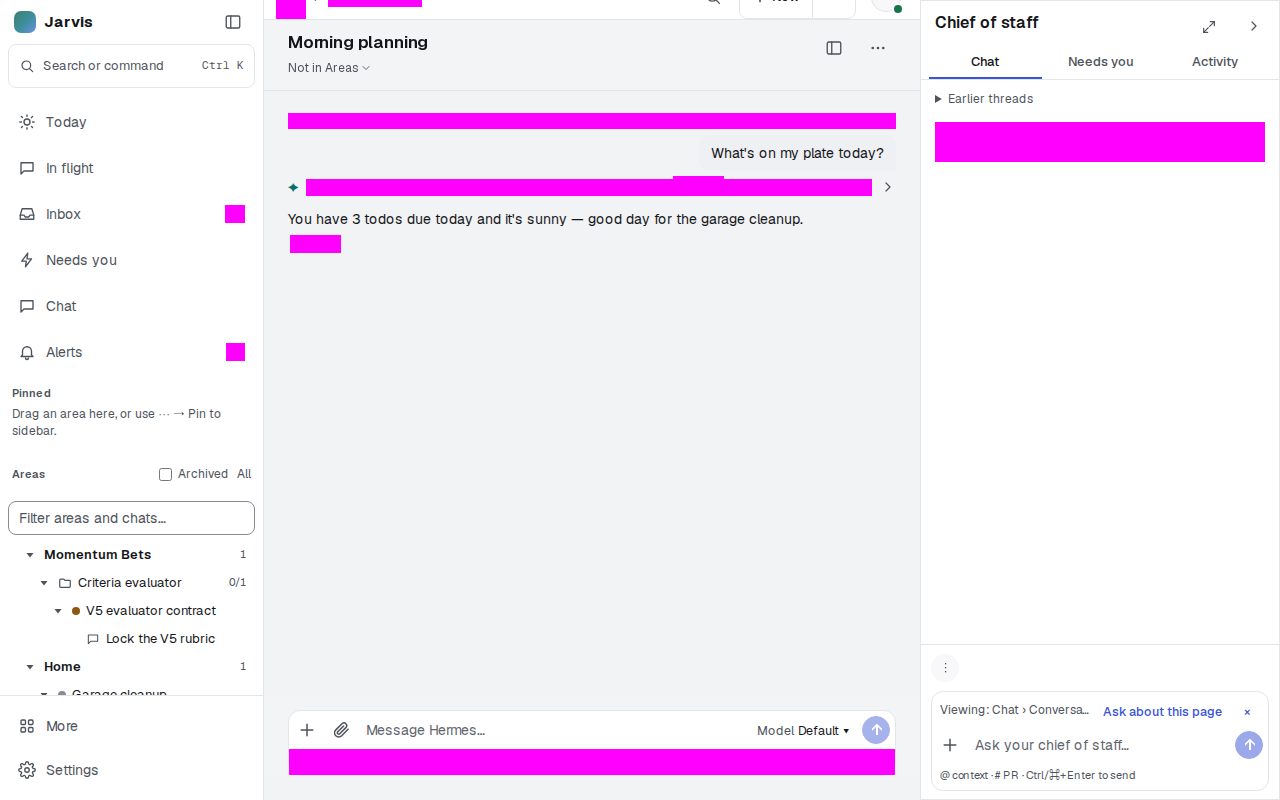 Jarvis
Search or command Ctrl K
Today
In flight
Inbox
Needs you
Chat
Alerts
Pinned
Drag an area here, or use ··· → Pin to
sidebar.
Areas Archived All
Filter areas and chats…
Momentum Bets 1
Criteria evaluator 0/1
V5 evaluator contract
Lock the V5 rubric
Home 1
Garage cleanup
More
Settings
New
Morning planning
Not in Areas
What's on my plate today?
You have 3 todos due today and it's sunny — good day for the garage cleanup.
Message Hermes…
Model Default
Chief of staff
Chat Needs you Activity
Earlier threads
Viewing: Chat › Conversa… Ask about this page ×
Ask your chief of staff…
@ context · # PR · Ctrl/⌘+Enter to send